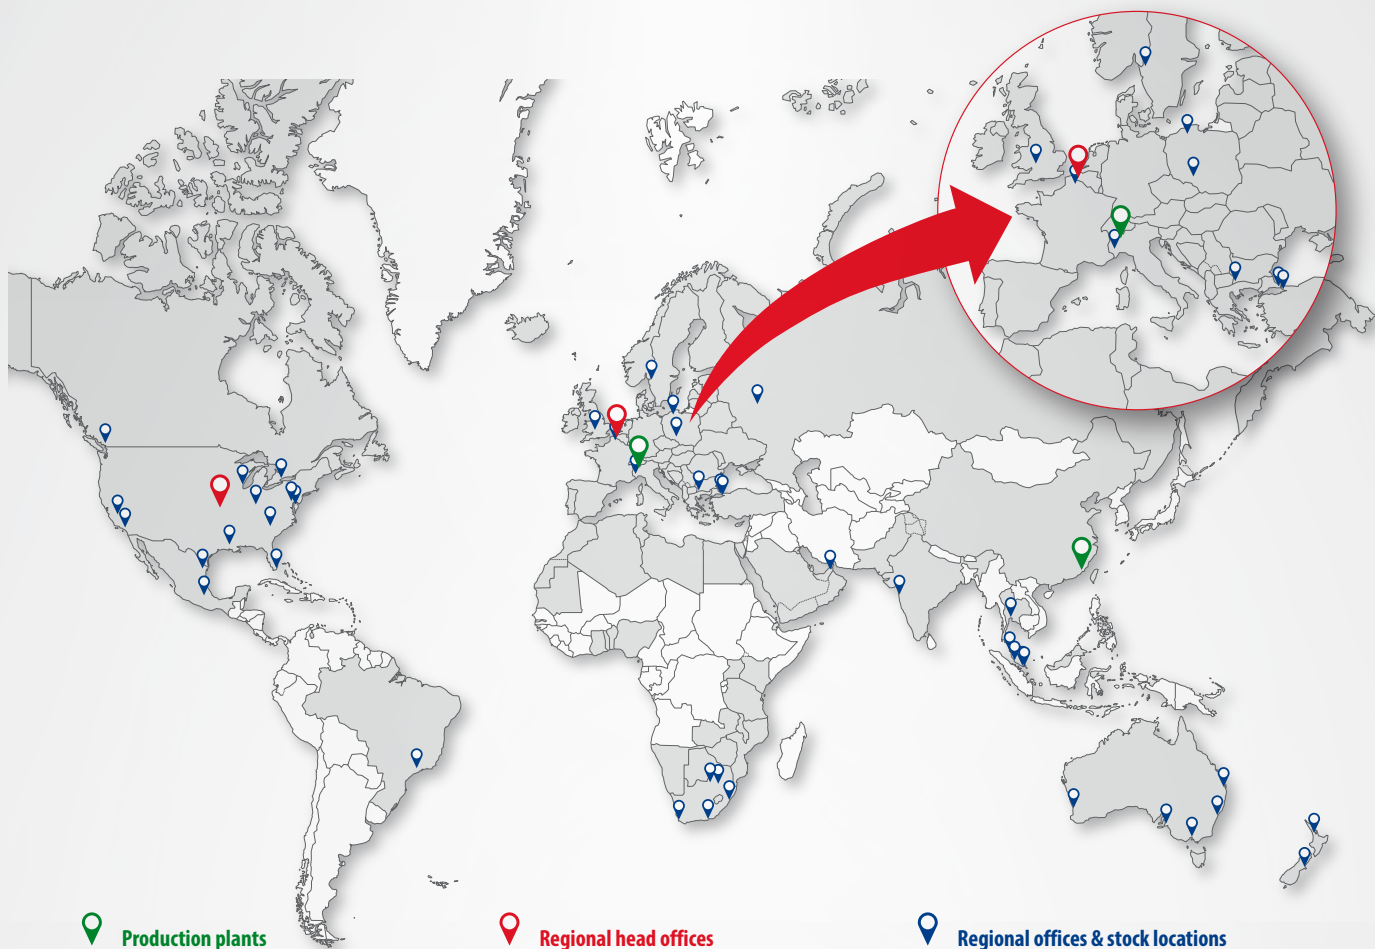 Production plants
Regional head offices
Regional offices & stock locations